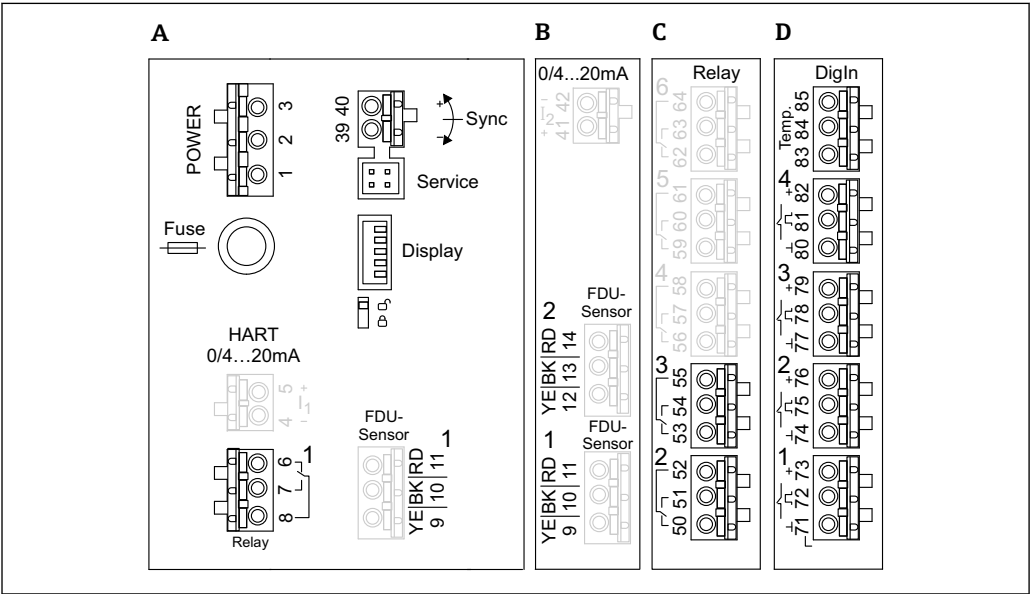 A
POWER
3
2
1
39 40
+
-
Sync
Service
Fuse
Display
HART
0/4...20mA
5 +
I1
4 -
6
7
8
1
Relay
FDU-
Sensor
1
YE|BK|RD
9|10|11
B
0/4...20mA
- 42
I2
+ 41
FDU-
Sensor
2
YE|BK|RD
12|13|14
FDU-
Sensor
1
YE|BK|RD
9|10|11
C
Relay
6
64
63
62
5
61
60
59
4
58
57
56
3
55
54
53
2
52
51
50
D
DigIn
Temp.
85
84
83
4
+ 82
81
80
3
+ 79
78
77
2
+ 76
75
74
1
+ 73
72
71